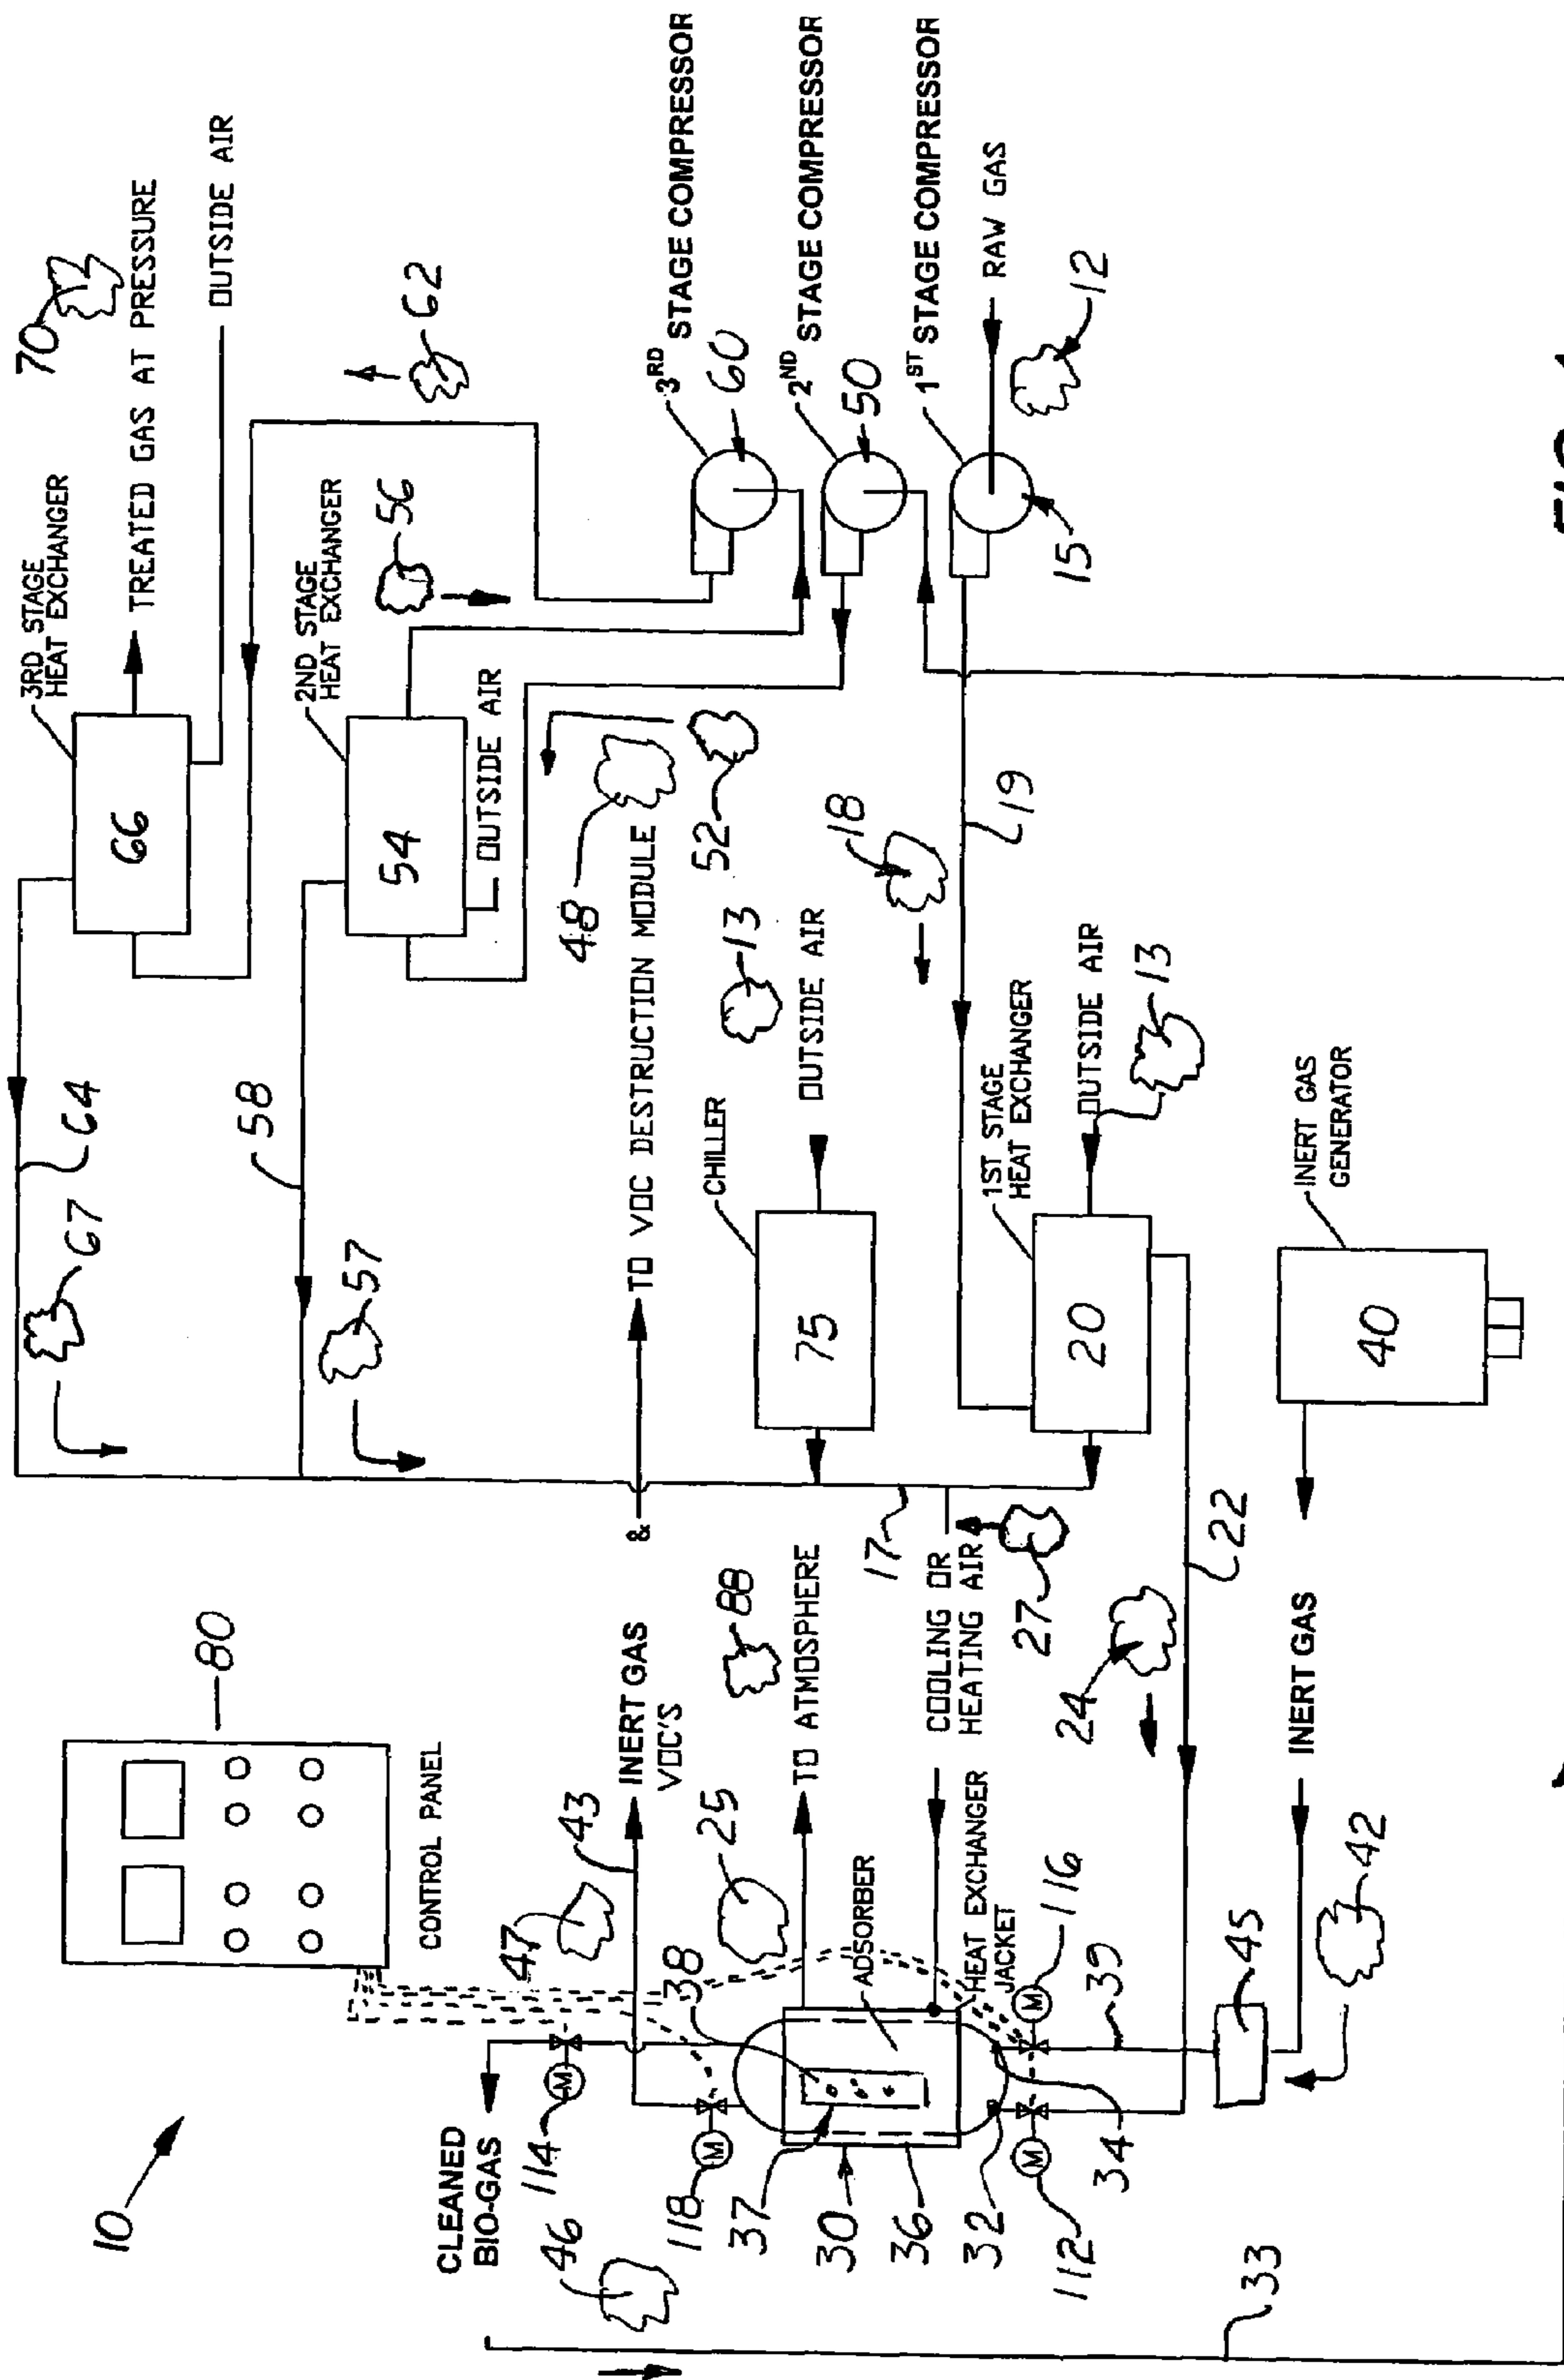 10
80
CONTROL PANEL
CLEANED
BIO-GAS
46
114
M
118
M
47
43
INERT GAS
VOC'S
&
TO VOC DESTRUCTION MODULE
48
38
25
88
TO ATMOSPHERE
ADSORBER
37
30
36
32
112
M
34
M
116
39
HEAT EXCHANGER
JACKET
COOLING OR
HEATING AIR
27
17
24
22
45
42
INERT GAS
33
67
64
57
58
3RD STAGE
HEAT EXCHANGER
66
70
TREATED GAS AT PRESSURE
OUTSIDE AIR
2ND STAGE
HEAT EXCHANGER
54
OUTSIDE AIR
56
62
52
CHILLER
75
OUTSIDE AIR
13
18
19
1ST STAGE
HEAT EXCHANGER
20
OUTSIDE AIR
13
INERT GAS
GENERATOR
40
3RD STAGE COMPRESSOR
60
2ND STAGE COMPRESSOR
50
1ST STAGE COMPRESSOR
15
RAW GAS
12